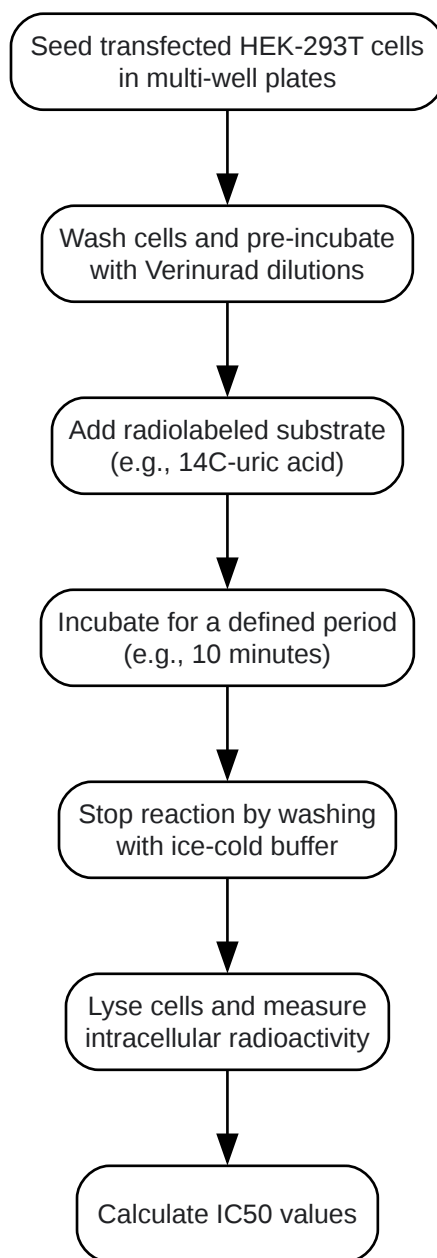 Seed transfected HEK-293T cells
in multi-well plates
Wash cells and pre-incubate
with Verinurad dilutions
Add radiolabeled substrate
(e.g., 14C-uric acid)
Incubate for a defined period
(e.g., 10 minutes)
Stop reaction by washing
with ice-cold buffer
Lyse cells and measure
intracellular radioactivity
Calculate IC50 values